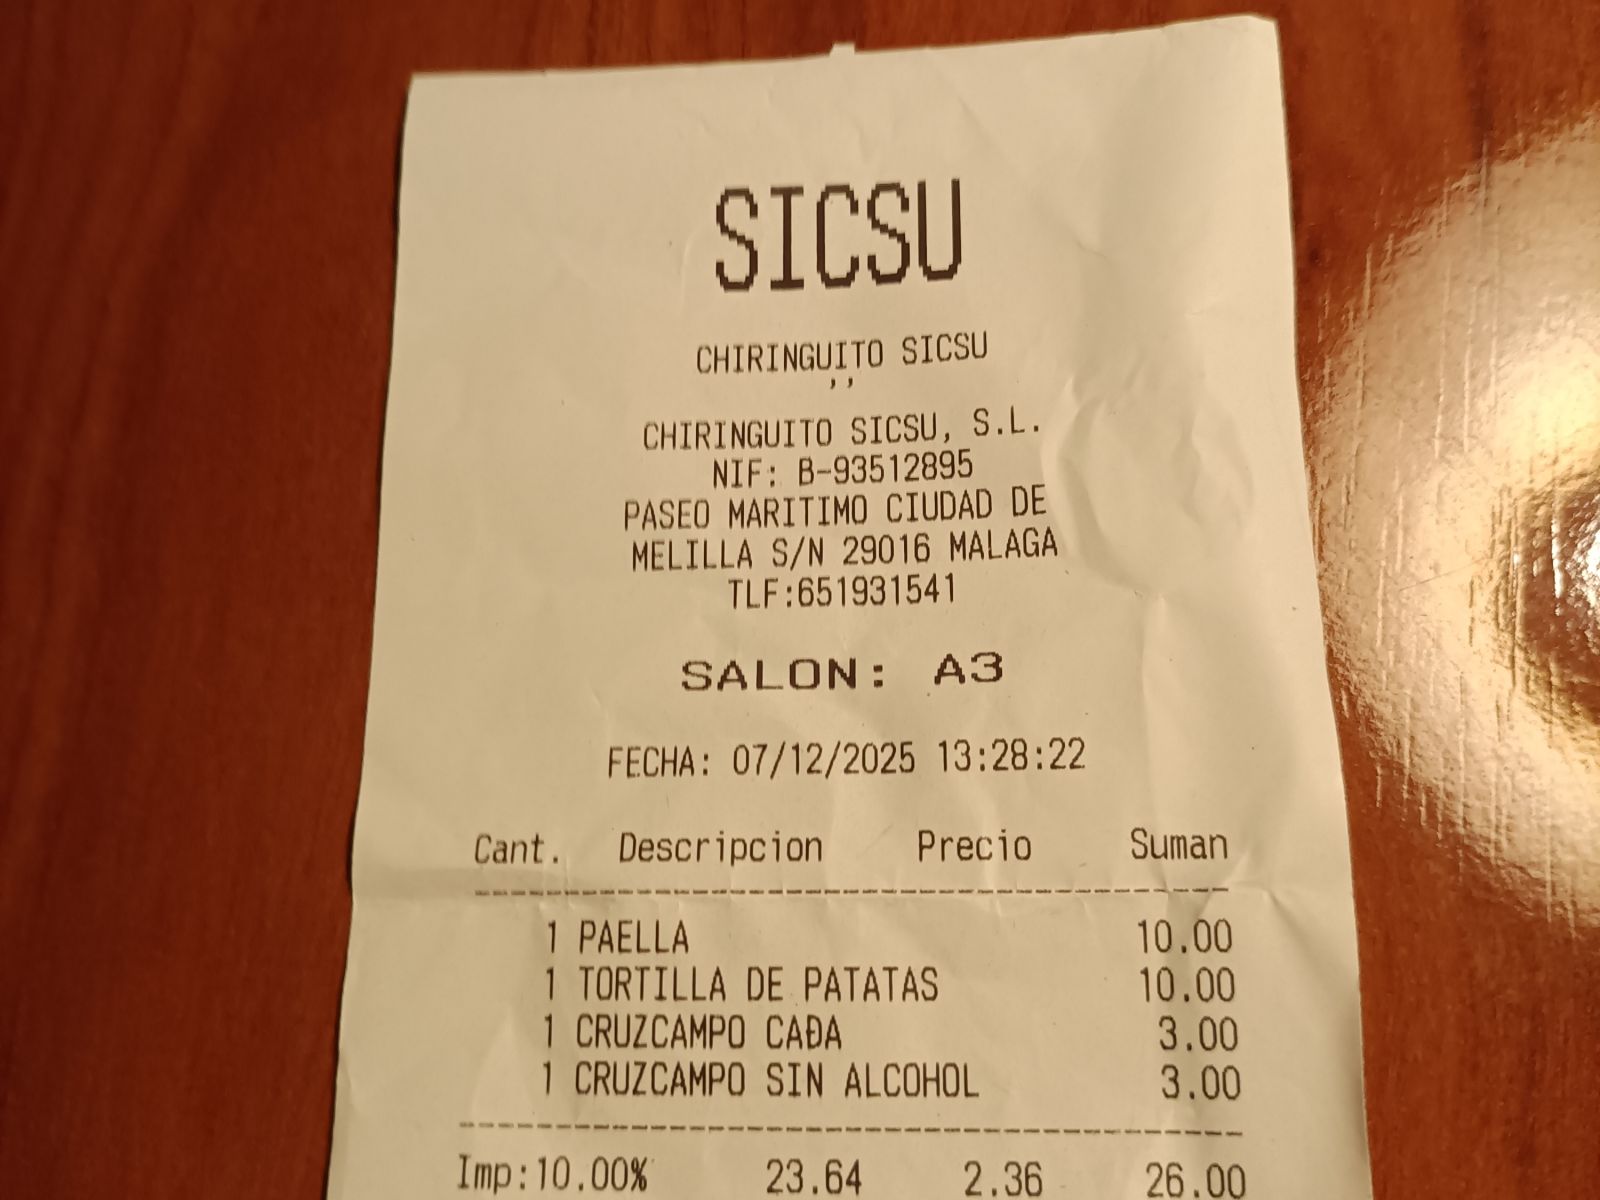 SICSU
CHIRINGUITO SICSU
,,
CHIRINGUITO SICSU, S.L.
NIF: B-93512895
PASEO MARITIMO CIUDAD DE
MELILLA S/N 29016 MALAGA
TLF:651931541
SALON: A3
FECHA: 07/12/2025 13:28:22
Cant. Descripcion Precio Suman
1 PAELLA 10.00
1 TORTILLA DE PATATAS 10.00
1 CRUZCAMPO CAÐA 3.00
1 CRUZCAMPO SIN ALCOHOL 3.00
Imp:10.00% 23.64 2.36 26.00